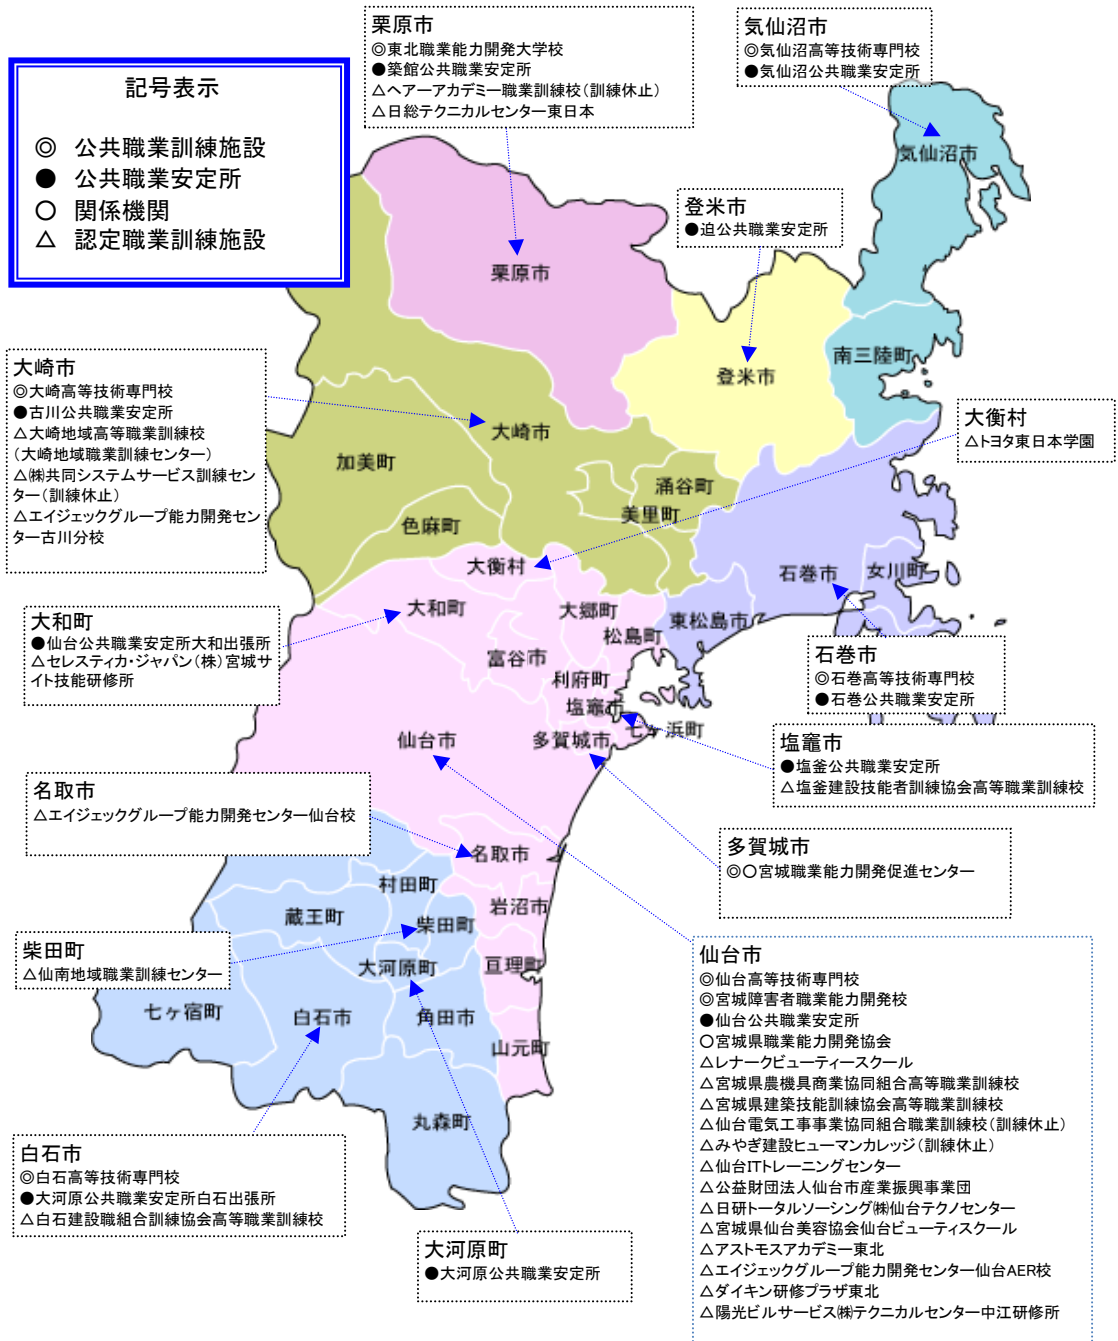 記号表示
◎ 公共職業訓練施設
● 公共職業安定所
○ 関係機関
△ 認定職業訓練施設
栗原市
◎東北職業能力開発大学校
●築館公共職業安定所
△ヘアーアカデミー職業訓練校(訓練休止)
△日総テクニカルセンター東日本
気仙沼市
◎気仙沼高等技術専門校
●気仙沼公共職業安定所
登米市
●迫公共職業安定所
大崎市
◎大崎高等技術専門校
●古川公共職業安定所
△大崎地域高等職業訓練校
(大崎地域職業訓練センター)
△㈱共同システムサービス訓練セン
ター(訓練休止)
△エイジェックグループ能力開発セン
ター古川分校
大衡村
△トヨタ東日本学園
大和町
●仙台公共職業安定所大和出張所
△セレスティカ・ジャパン(株)宮城サ
イト技能研修所
石巻市
◎石巻高等技術専門校
●石巻公共職業安定所
塩竈市
●塩釜公共職業安定所
△塩釜建設技能者訓練協会高等職業訓練校
名取市
△エイジェックグループ能力開発センター仙台校
多賀城市
◎○宮城職業能力開発促進センター
柴田町
△仙南地域職業訓練センター
仙台市
◎仙台高等技術専門校
◎宮城障害者職業能力開発校
●仙台公共職業安定所
○宮城県職業能力開発協会
△レナークビューティースクール
△宮城県農機具商業協同組合高等職業訓練校
△宮城県建築技能訓練協会高等職業訓練校
△仙台電気工事事業協同組合職業訓練校(訓練休止)
△みやぎ建設ヒューマンカレッジ(訓練休止)
△仙台ITトレーニングセンター
△公益財団法人仙台市産業振興事業団
△日研トータルソーシング㈱仙台テクノセンター
△宮城県仙台美容協会仙台ビューティスクール
△アストモスアカデミー東北
△エイジェックグループ能力開発センター仙台AER校
△ダイキン研修プラザ東北
△陽光ビルサービス㈱テクニカルセンター中江研修所
白石市
◎白石高等技術専門校
●大河原公共職業安定所白石出張所
△白石建設職組合訓練協会高等職業訓練校
大河原町
●大河原公共職業安定所
気仙沼市
栗原市
南三陸町
登米市
大崎市
加美町
涌谷町
美里町
色麻町
大衡村
石巻市
女川町
大和町
大郷町
東松島市
松島町
富谷市
利府町
塩竈市
七ヶ浜町
仙台市
多賀城市
名取市
村田町
岩沼市
蔵王町
柴田町
亘理町
大河原町
七ヶ宿町
白石市
角田市
山元町
丸森町